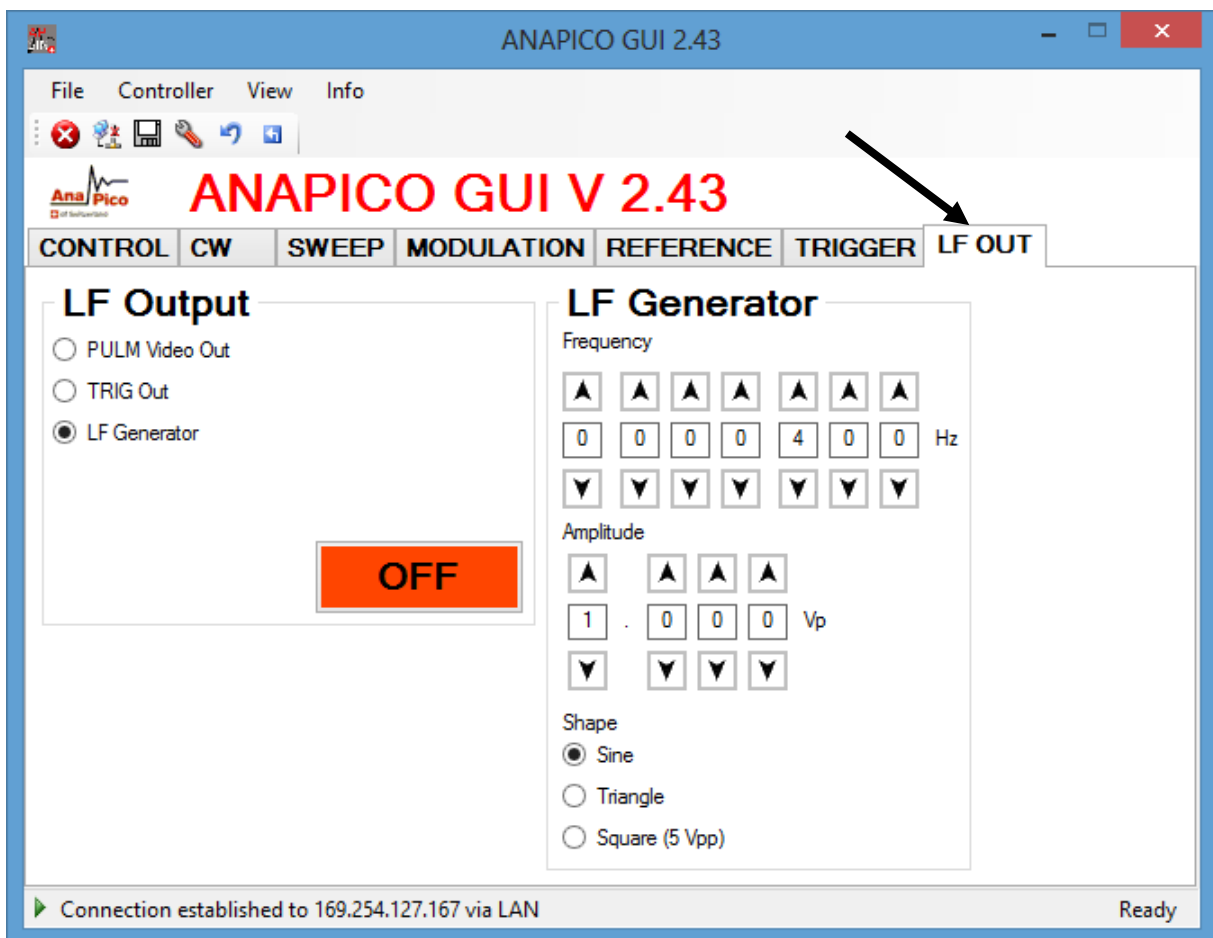 ANAPICO GUI 2.43
File Controller View Info
Ana Pico
ANAPICO GUI V 2.43
CONTROL CW SWEEP MODULATION REFERENCE TRIGGER LF OUT
LF Output
PULM Video Out
TRIG Out
LF Generator
OFF
LF Generator
Frequency
0 0 0 0 4 0 0 Hz
Amplitude
1 . 0 0 0 Vp
Shape
Sine
Triangle
Square (5 Vpp)
Connection established to 169.254.127.167 via LAN
Ready